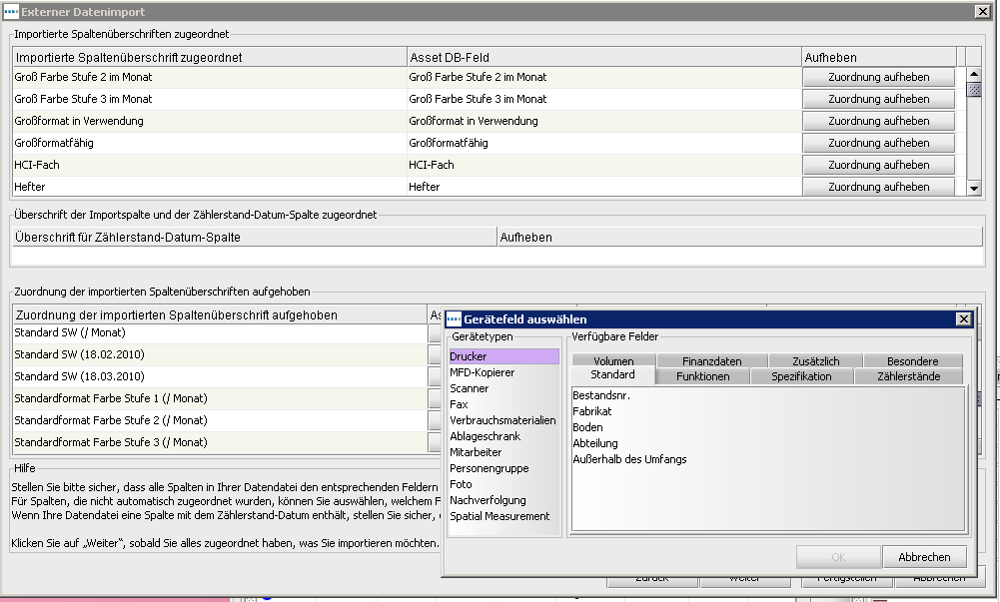 Externer Datenimport
Importierte Spaltenüberschriften zugeordnet
Importierte Spaltenüberschrift zugeordnet Asset DB-Feld Aufheben
Groß Farbe Stufe 2 im Monat Groß Farbe Stufe 2 im Monat Zuordnung aufheben
Groß Farbe Stufe 3 im Monat Groß Farbe Stufe 3 im Monat Zuordnung aufheben
Großformat in Verwendung Großformat in Verwendung Zuordnung aufheben
Großformatfähig Großformatfähig Zuordnung aufheben
HCI-Fach HCI-Fach Zuordnung aufheben
Hefter Hefter Zuordnung aufheben
Überschrift der Importspalte und der Zählerstand-Datum-Spalte zugeordnet
Überschrift für Zählerstand-Datum-Spalte Aufheben
Zuordnung der importierten Spaltenüberschriften aufgehoben
Zuordnung der importierten Spaltenüberschrift aufgehoben
Standard SW (/ Monat)
Standard SW (18.02.2010)
Standard SW (18.03.2010)
Standardformat Farbe Stufe 1 (/ Monat)
Standardformat Farbe Stufe 2 (/ Monat)
Standardformat Farbe Stufe 3 (/ Monat)
Hilfe
Stellen Sie bitte sicher, dass alle Spalten in Ihrer Datendatei den entsprechenden Feldern
Für Spalten, die nicht automatisch zugeordnet wurden, können Sie auswählen, welchem F
Wenn Ihre Datendatei eine Spalte mit dem Zählerstand-Datum enthält, stellen Sie sicher,
Klicken Sie auf „Weiter“, sobald Sie alles zugeordnet haben, was Sie importieren möchten.
Zurück Weiter Fertigstellen Abbrechen
Gerätefeld auswählen
Gerätetypen
Drucker
MFD-Kopierer
Scanner
Fax
Verbrauchsmaterialien
Ablageschrank
Mitarbeiter
Personengruppe
Foto
Nachverfolgung
Spatial Measurement
Verfügbare Felder
Volumen Finanzdaten Zusätzlich Besondere
Standard Funktionen Spezifikation Zählerstände
Bestandsnr.
Fabrikat
Boden
Abteilung
Außerhalb des Umfangs
OK Abbrechen